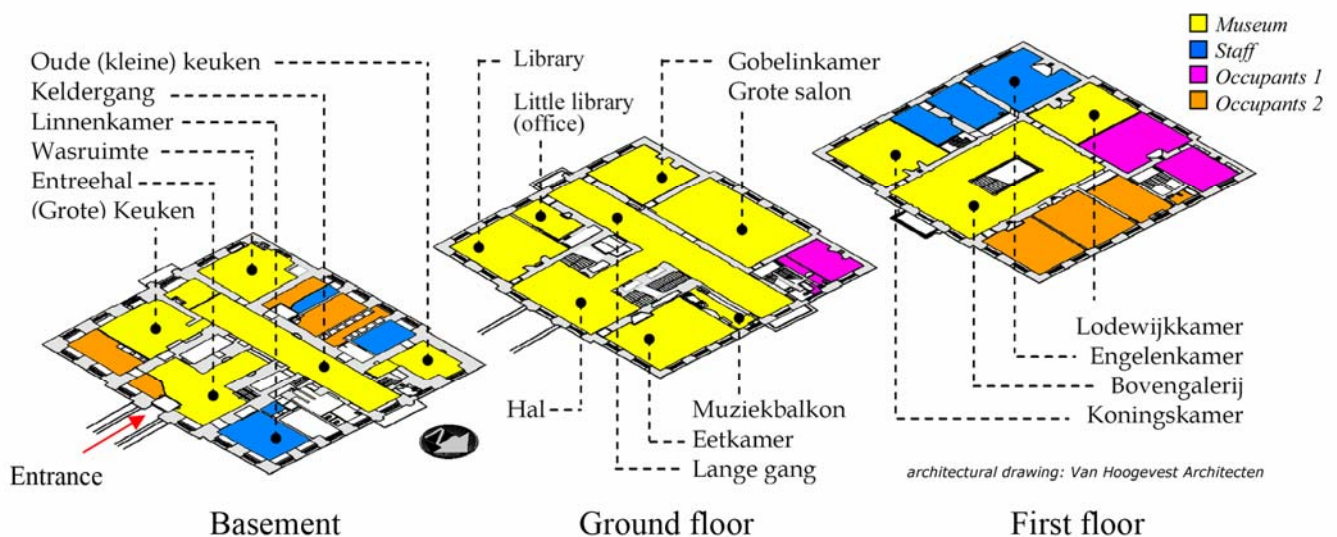 Museum
Staff
Occupants 1
Occupants 2
Oude (kleine) keuken
Keldergang
Linnenkamer
Wasruimte
Entreehal
(Grote) Keuken
Entrance
N
Library
Little library
(office)
Gobelinkamer
Grote salon
Hal
Muziekbalkon
Eetkamer
Lange gang
Lodewijkkamer
Engelenkamer
Bovengalerij
Koningskamer
architectural drawing: Van Hoogevest Architecten
Basement
Ground floor
First floor